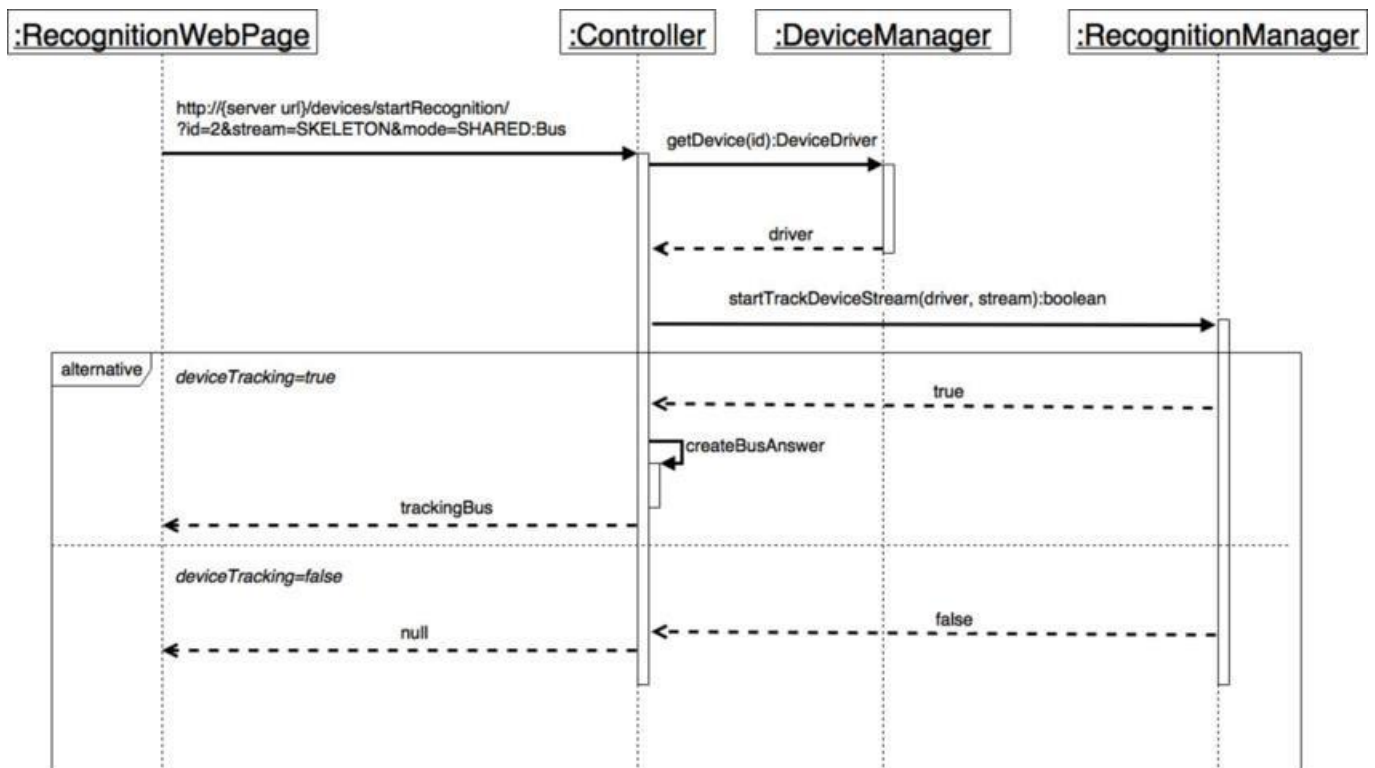 :RecognitionWebPage
:Controller
:DeviceManager
:RecognitionManager
http://{server url}/devices/startRecognition/
?id=2&stream=SKELETON&mode=SHARED:Bus
getDevice(id):DeviceDriver
driver
startTrackDeviceStream(driver, stream):boolean
alternative
deviceTracking=true
true
createBusAnswer
trackingBus
deviceTracking=false
false
null